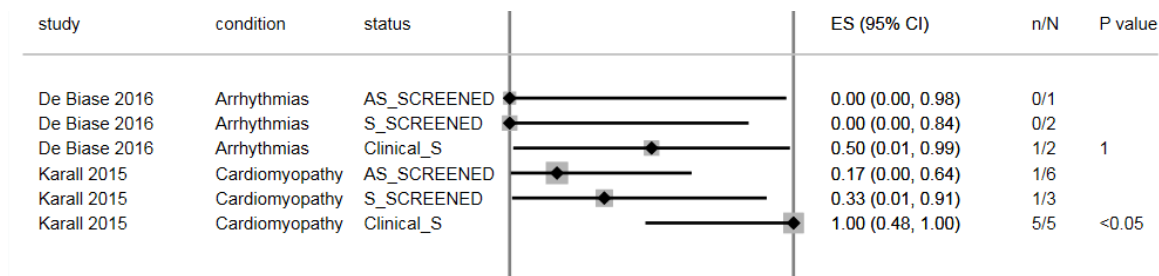 study condition status ES (95% CI) n/N P value
De Biase 2016 Arrhythmias AS_SCREENED 0.00 (0.00, 0.98) 0/1
De Biase 2016 Arrhythmias S_SCREENED 0.00 (0.00, 0.84) 0/2
De Biase 2016 Arrhythmias Clinical_S 0.50 (0.01, 0.99) 1/2 1
Karall 2015 Cardiomyopathy AS_SCREENED 0.17 (0.00, 0.64) 1/6
Karall 2015 Cardiomyopathy S_SCREENED 0.33 (0.01, 0.91) 1/3
Karall 2015 Cardiomyopathy Clinical_S 1.00 (0.48, 1.00) 5/5 <0.05